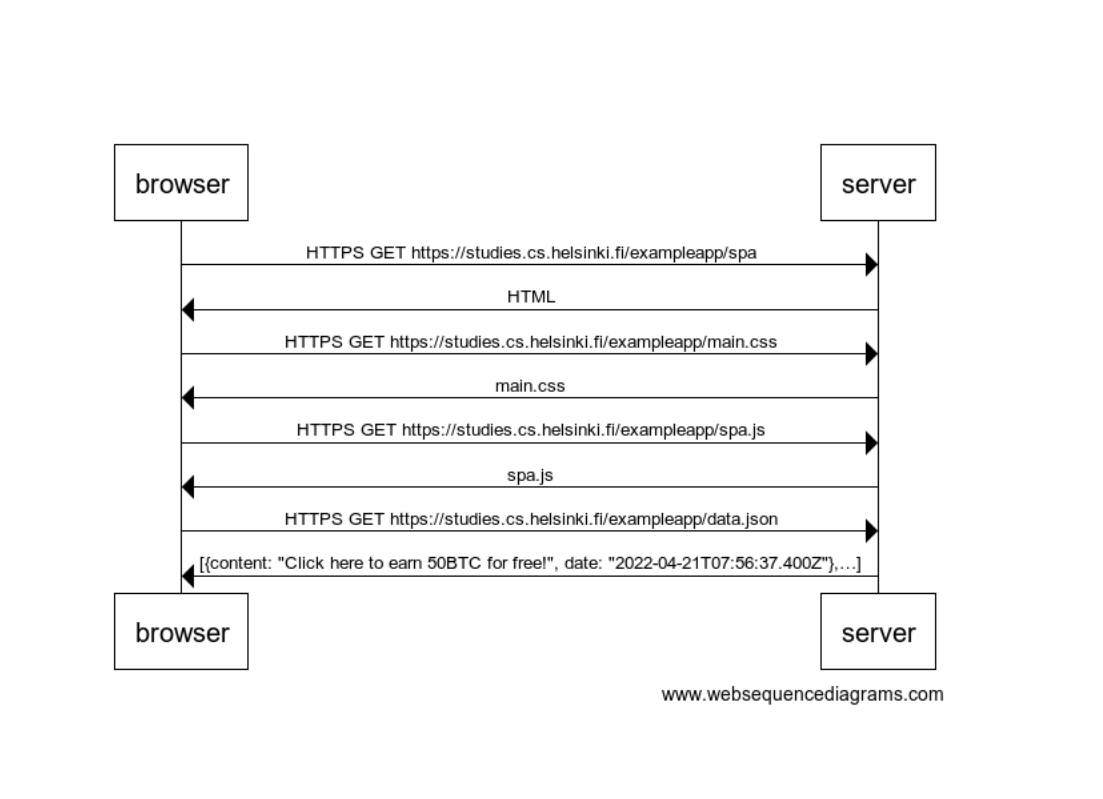 browser
server
HTTPS GET https://studies.cs.helsinki.fi/exampleapp/spa
HTML
HTTPS GET https://studies.cs.helsinki.fi/exampleapp/main.css
main.css
HTTPS GET https://studies.cs.helsinki.fi/exampleapp/spa.js
spa.js
HTTPS GET https://studies.cs.helsinki.fi/exampleapp/data.json
[{content: "Click here to earn 50BTC for free!", date: "2022-04-21T07:56:37.400Z"},...]
browser
server
www.websequencediagrams.com